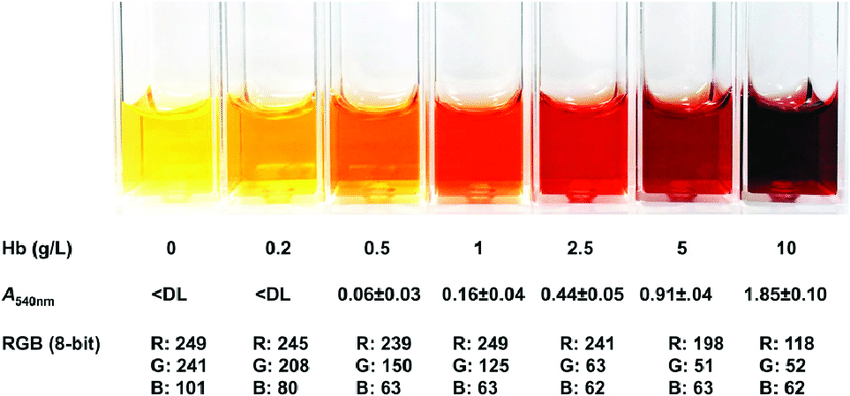 Hb (g/L) 0 0.2 0.5 1 2.5 5 10
A540nm <DL <DL 0.06±0.03 0.16±0.04 0.44±0.05 0.91±.04 1.85±0.10
RGB (8-bit) R: 249 R: 245 R: 239 R: 249 R: 241 R: 198 R: 118
G: 241 G: 208 G: 150 G: 125 G: 63 G: 51 G: 52
B: 101 B: 80 B: 63 B: 63 B: 62 B: 63 B: 62